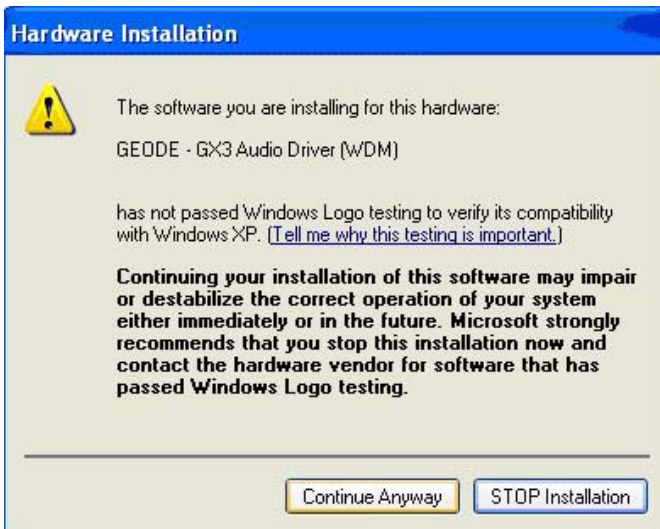 Hardware Installation
The software you are installing for this hardware:
GEODE - GX3 Audio Driver (WDM)
has not passed Windows Logo testing to verify its compatibility
with Windows XP. (Tell me why this testing is important.)
Continuing your installation of this software may impair
or destabilize the correct operation of your system
either immediately or in the future. Microsoft strongly
recommends that you stop this installation now and
contact the hardware vendor for software that has
passed Windows Logo testing.
Continue Anyway
STOP Installation